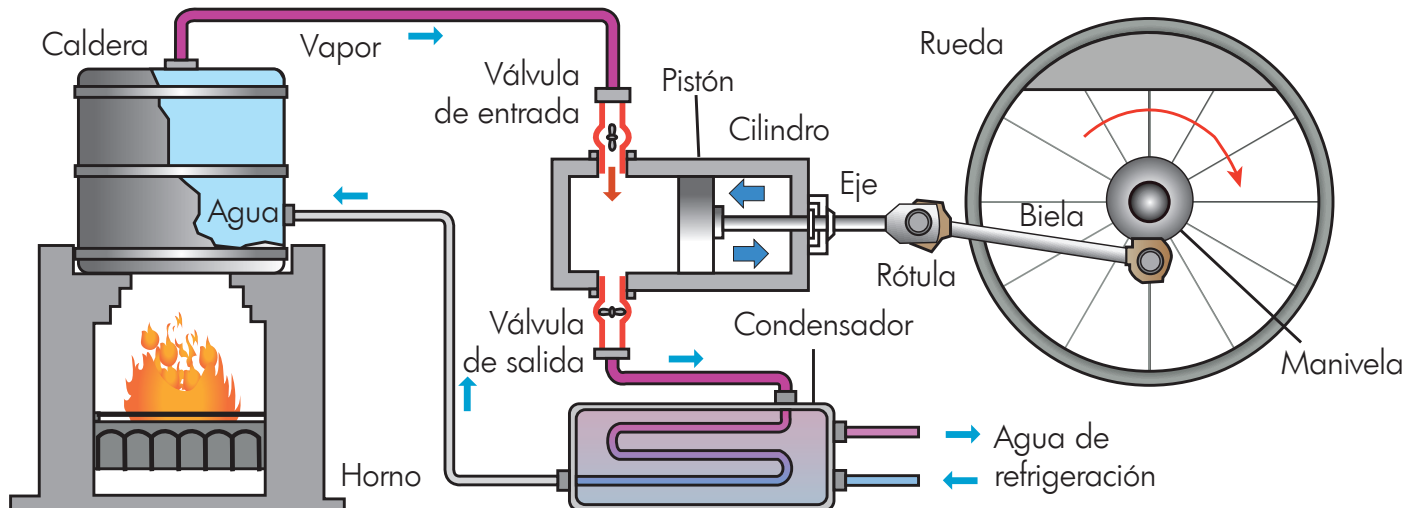 Caldera
Vapor
Válvula
de entrada
Pistón
Cilindro
Rueda
Agua
Eje
Biela
Rótula
Válvula
de salida
Condensador
Manivela
Horno
Agua de
refrigeración